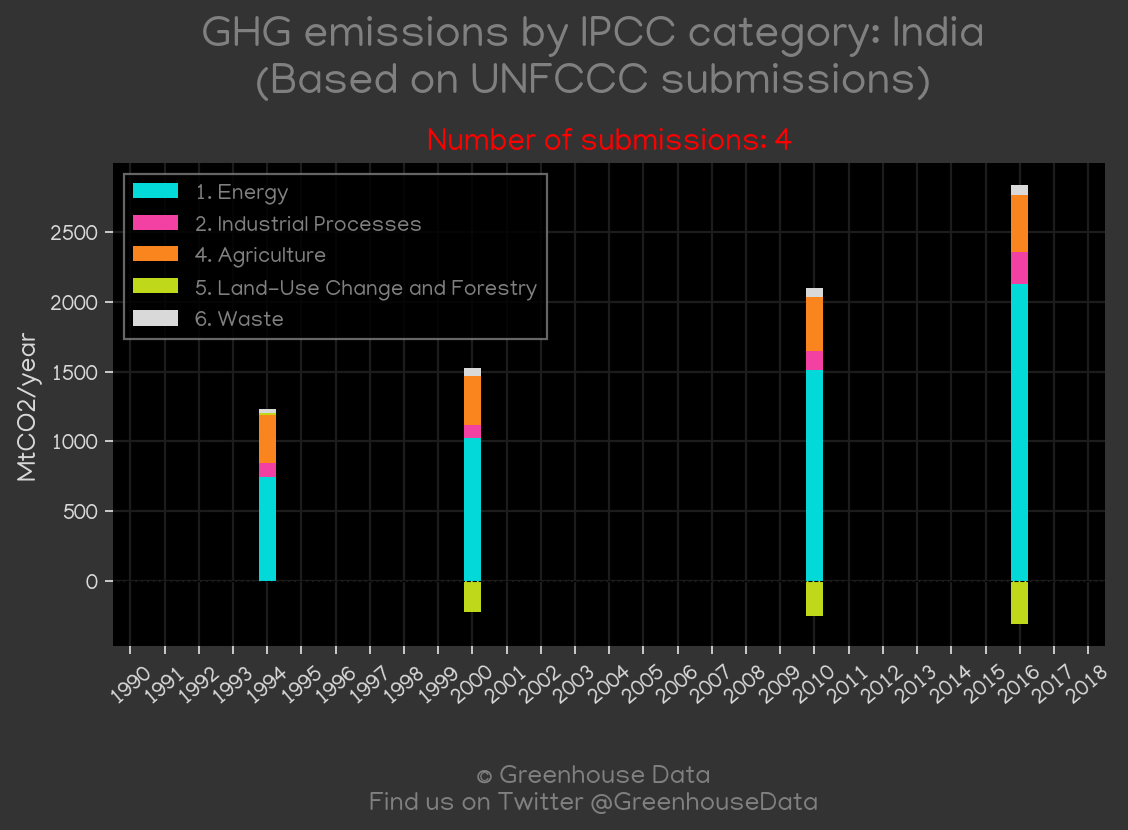 GHG emissions by IPCC category: India
(Based on UNFCCC submissions)
Number of submissions: 4
1. Energy
2. Industrial Processes
4. Agriculture
5. Land-Use Change and Forestry
6. Waste
MtCO2/year
2500
2000
1500
1000
500
0
1990 1991 1992 1993 1994 1995 1996 1997 1998 1999 2000 2001 2002 2003 2004 2005 2006 2007 2008 2009 2010 2011 2012 2013 2014 2015 2016 2017 2018
© Greenhouse Data
Find us on Twitter @GreenhouseData